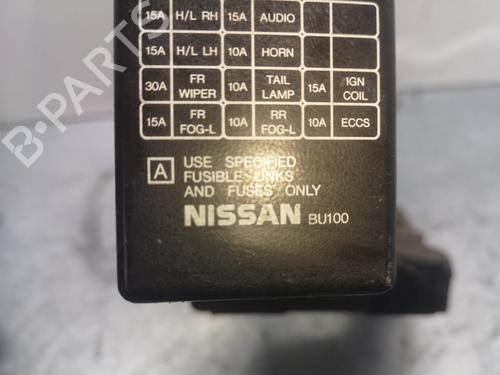 15A H/L RH 15A AUDIO
15A H/L LH 10A HORN
30A FR WIPER 10A TAIL LAMP 15A IGN COIL
15A FR FOG-L 10A RR FOG-L 10A ECCS
A USE SPECIFIED
FUSIBLE LINKS
AND FUSES ONLY
NISSAN BU100
B-PARTS